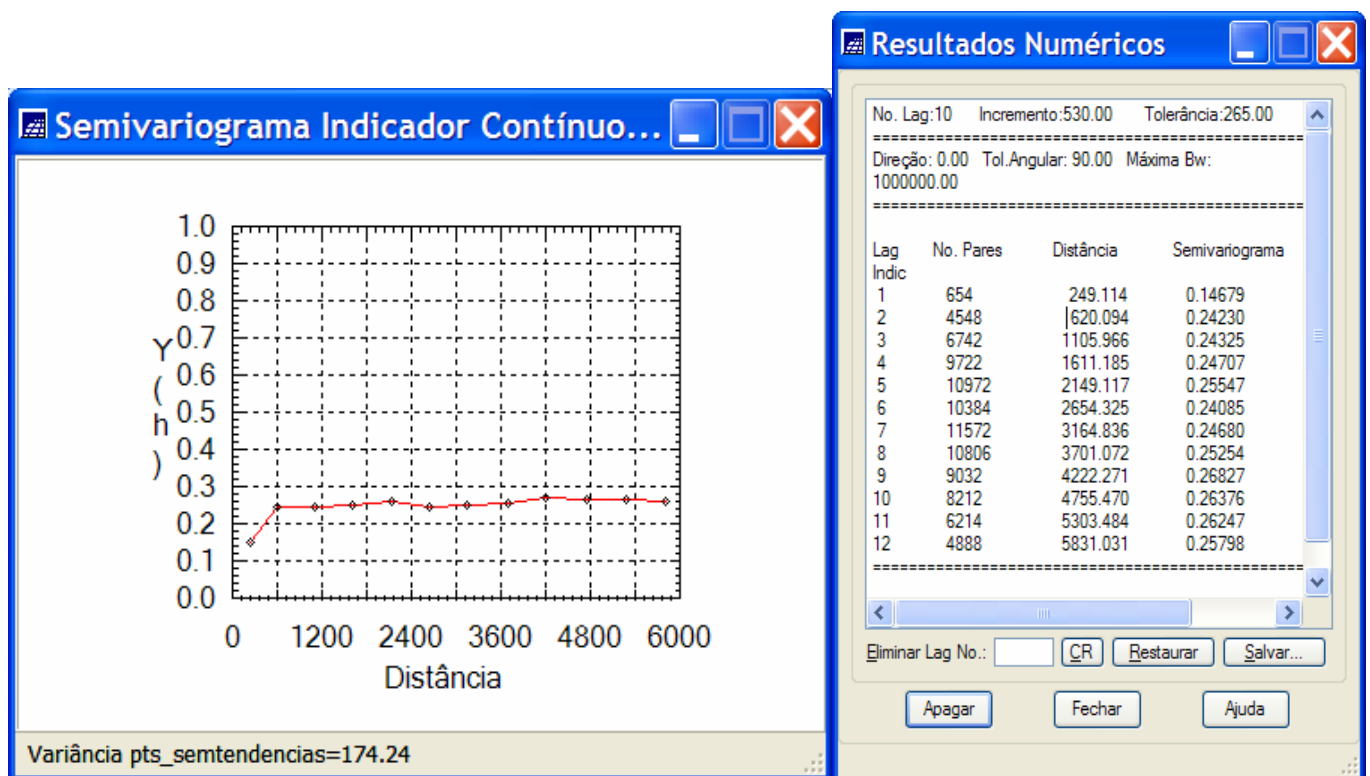 Semivariograma Indicador Contínuo...
1.0
0.9
0.8
0.7
0.6
0.5
0.4
0.3
0.2
0.1
0.0
Y(h)
0 1200 2400 3600 4800 6000
Distância
Variância pts_semtendencias=174.24
Resultados Numéricos
No. Lag:10 Incremento:530.00 Tolerância:265.00
====================================================
Direção: 0.00 Tol.Angular: 90.00 Máxima Bw:
1000000.00
====================================================
Lag No. Pares Distância Semivariograma
Indic
1 654 249.114 0.14679
2 4548 620.094 0.24230
3 6742 1105.966 0.24325
4 9722 1611.185 0.24707
5 10972 2149.117 0.25547
6 10384 2654.325 0.24085
7 11572 3164.836 0.24680
8 10806 3701.072 0.25254
9 9032 4222.271 0.26827
10 8212 4755.470 0.26376
11 6214 5303.484 0.26247
12 4888 5831.031 0.25798
====================================================
Eliminar Lag No.: CR Restaurar Salvar...
Apagar Fechar Ajuda